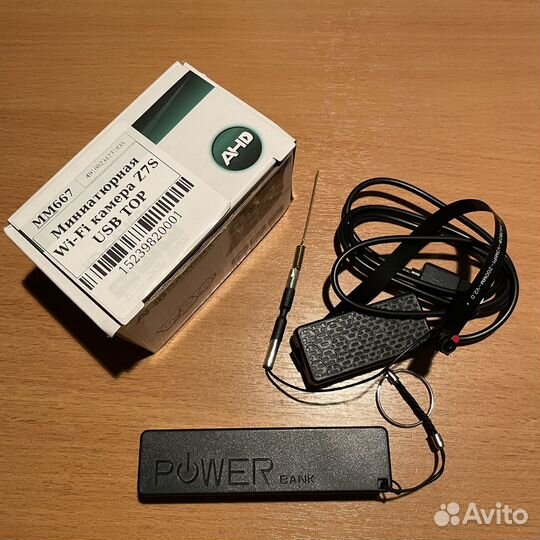 AHD
MM667
Миниатюрная
Wi-Fi камера Z7S
USB TOP
15239820001
POWER
BANK
Avito